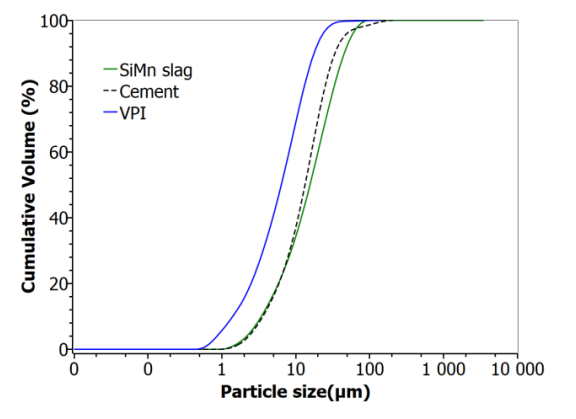 100
80
60
40
20
0
Cumulative Volume (%)
SiMn slag
Cement
VPI
0 0 1 10 100 1 000 10 000
Particle size(µm)